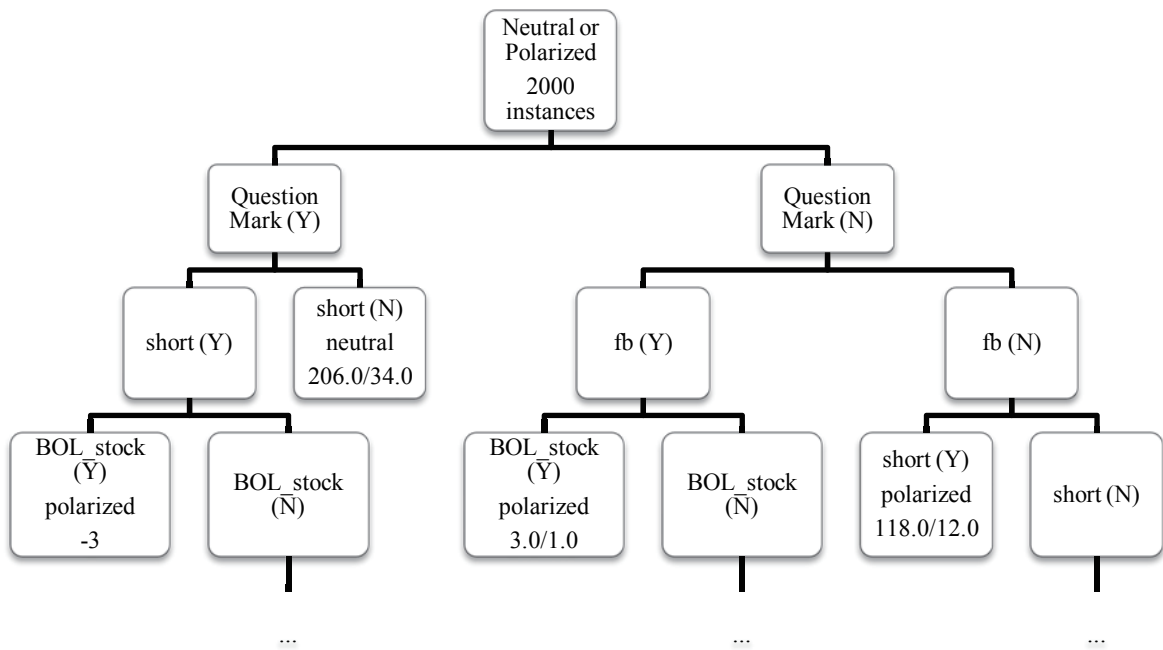 Neutral or
Polarized
2000
instances
Question
Mark (Y)
Question
Mark (N)
short (Y)
short (N)
neutral
206.0/34.0
fb (Y)
fb (N)
BOL_stock
(Y)
polarized
-3
BOL_stock
(N)
BOL_stock
(Y)
polarized
3.0/1.0
BOL_stock
(N)
short (Y)
polarized
118.0/12.0
short (N)
...
...
...